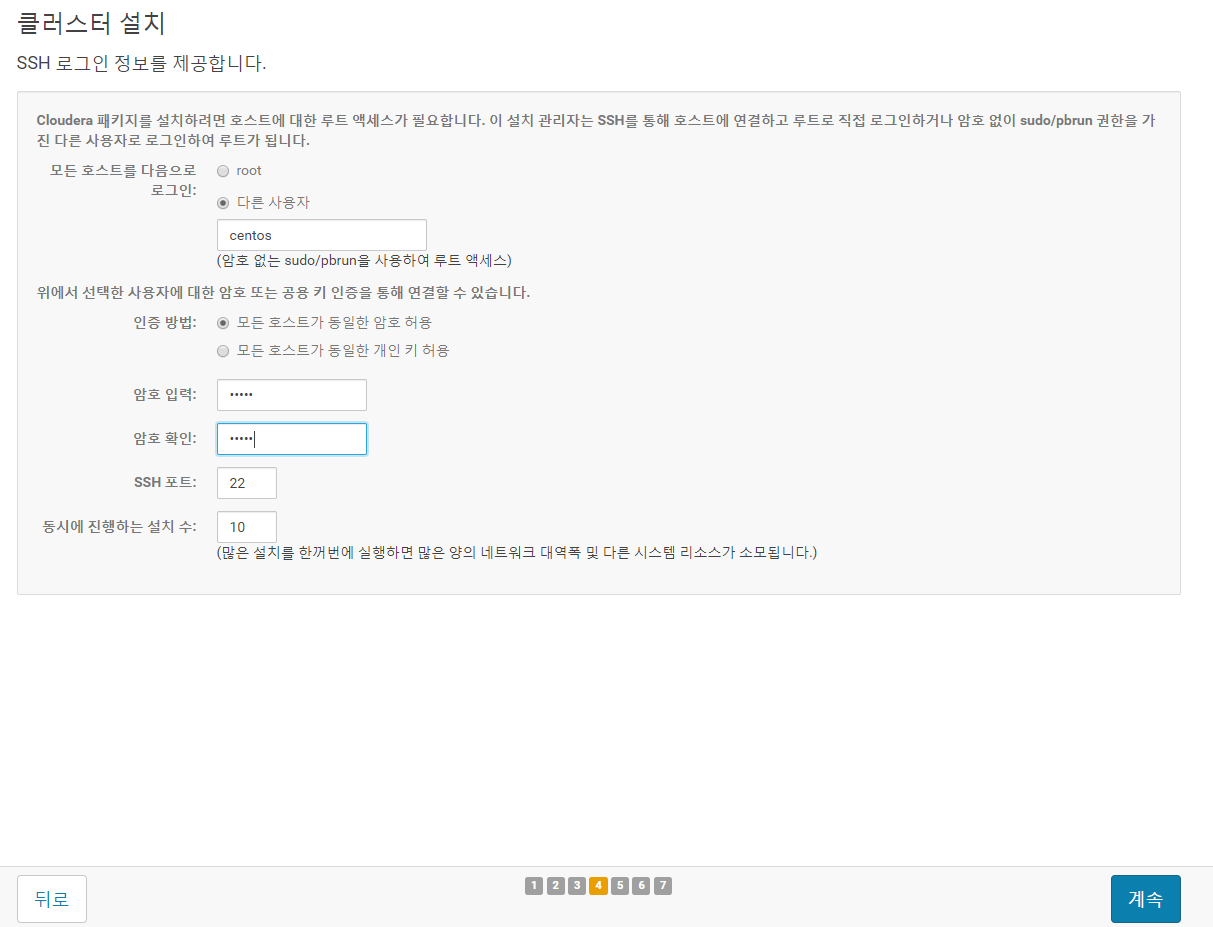 클러스터 설치
SSH 로그인 정보를 제공합니다.
Cloudera 패키지를 설치하려면 호스트에 대한 루트 액세스가 필요합니다. 이 설치 관리자는 SSH를 통해 호스트에 연결하고 루트로 직접 로그인하거나 암호 없이 sudo/pbrun 권한을 가
진 다른 사용자로 로그인하여 루트가 됩니다.
모든 호스트를 다음으로 root
로그인:
다른 사용자
centos
(암호 없는 sudo/pbrun을 사용하여 루트 액세스)
위에서 선택한 사용자에 대한 암호 또는 공용 키 인증을 통해 연결할 수 있습니다.
인증 방법: 모든 호스트가 동일한 암호 허용
모든 호스트가 동일한 개인 키 허용
암호 입력: •••••
암호 확인: •••••
SSH 포트: 22
동시에 진행하는 설치 수: 10
(많은 설치를 한꺼번에 실행하면 많은 양의 네트워크 대역폭 및 다른 시스템 리소스가 소모됩니다.)
뒤로 1 2 3 4 5 6 7 계속